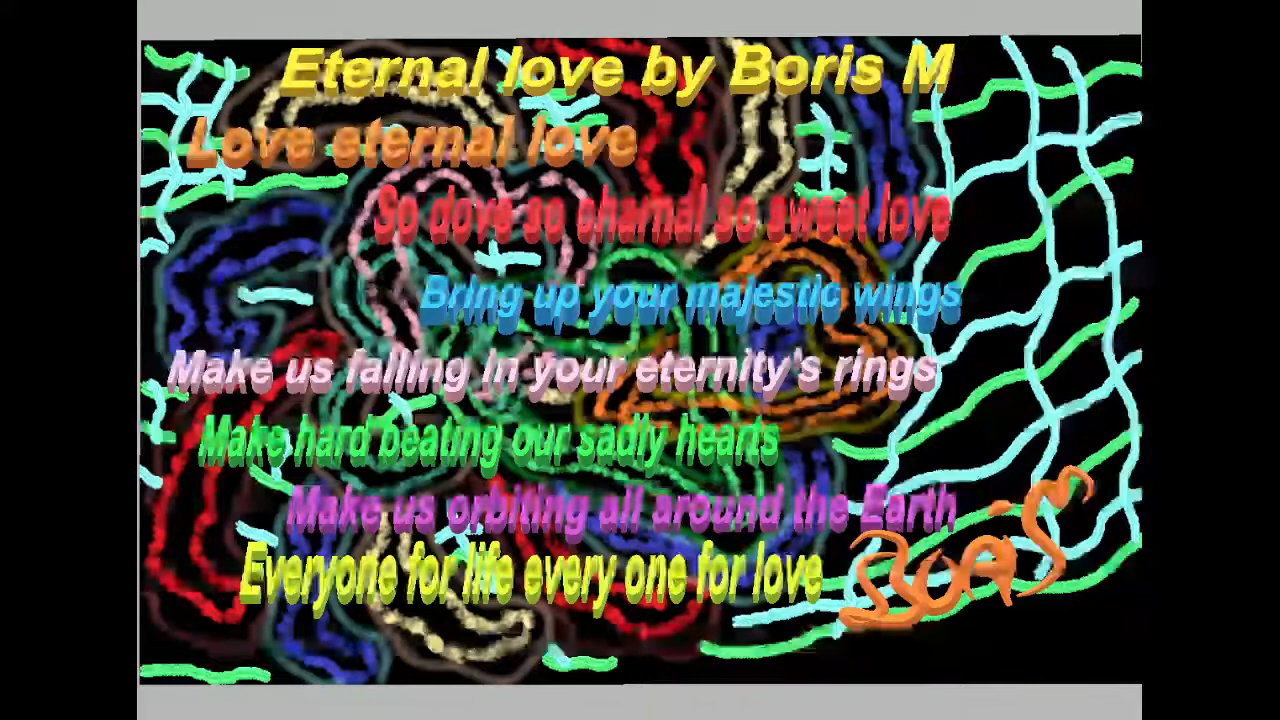 Eternal love by Boris M
Love eternal love
So dove so charnal so sweet love
Bring up your majestic wings
Make us falling in your eternity's rings
Make hard beating our sadly hearts
Make us orbiting all around the Earth
Everyone for life every one for love
Boris M